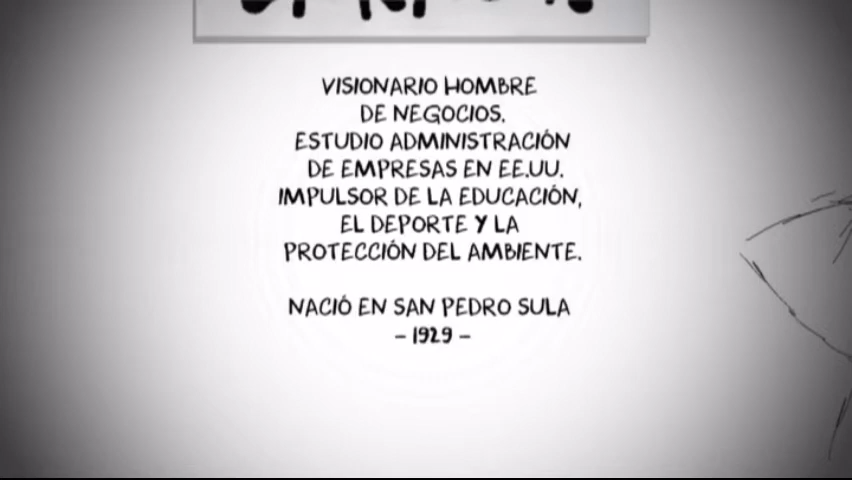 VISIONARIO HOMBRE
DE NEGOCIOS.
ESTUDIO ADMINISTRACIÓN
DE EMPRESAS EN EE.UU.
IMPULSOR DE LA EDUCACIÓN,
EL DEPORTE Y LA
PROTECCIÓN DEL AMBIENTE.
NACIÓ EN SAN PEDRO SULA
– 1929 –